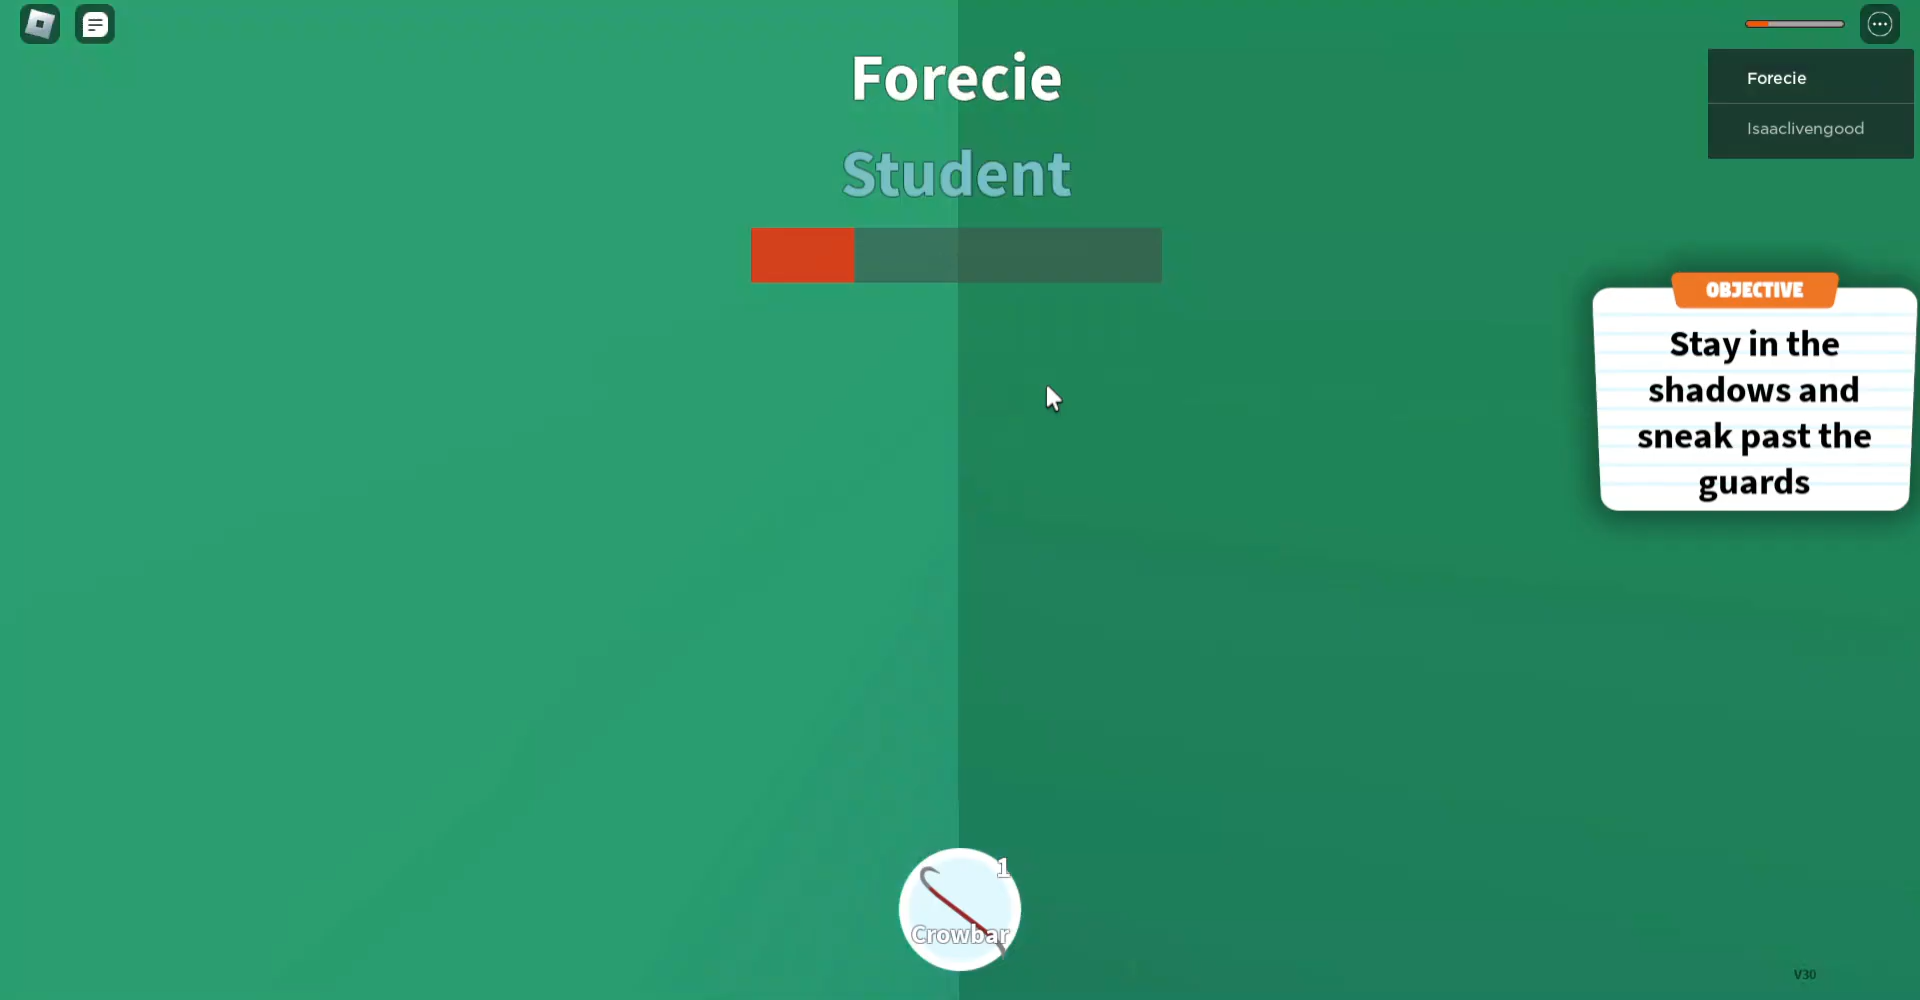 Forecie
Student
Forecie
Isaaclivengood
OBJECTIVE
Stay in the
shadows and
sneak past the
guards
1
Crowbar
V30